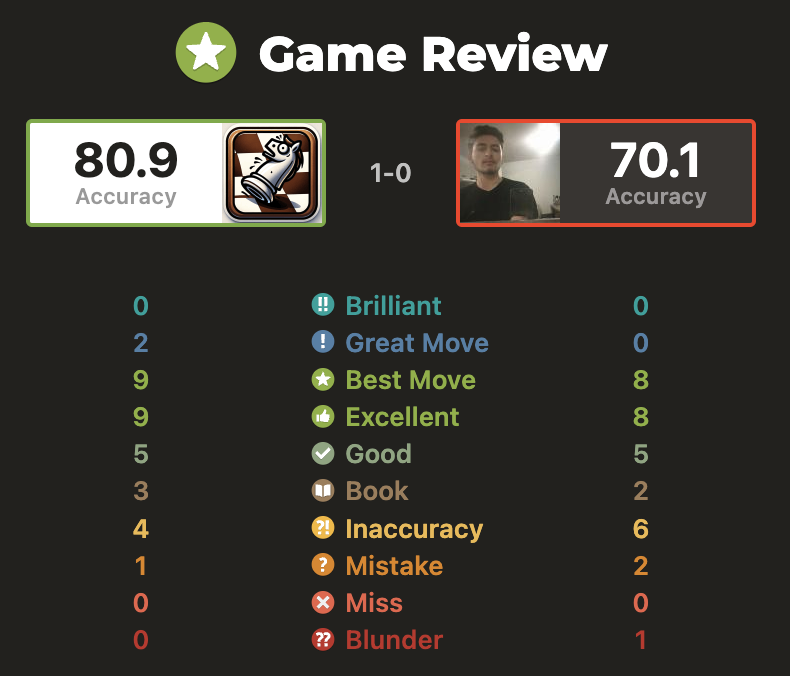 Game Review
80.9
Accuracy
1-0
70.1
Accuracy
0 !! Brilliant 0
2 ! Great Move 0
9 Best Move 8
9 Excellent 8
5 Good 5
3 Book 2
4 ?! Inaccuracy 6
1 ? Mistake 2
0 Miss 0
0 ?? Blunder 1